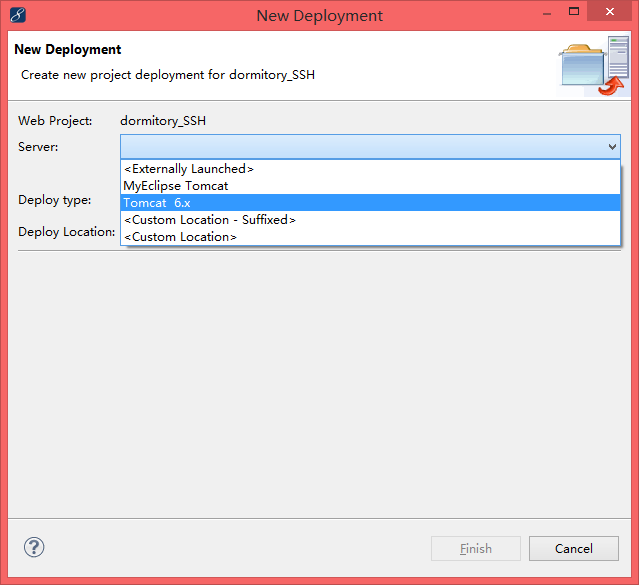 New Deployment
New Deployment
Create new project deployment for dormitory_SSH
Web Project: dormitory_SSH
Server:
<Externally Launched>
MyEclipse Tomcat
Deploy type:
Tomcat  6.x
<Custom Location - Suffixed>
Deploy Location:
<Custom Location>
?
Finish
Cancel